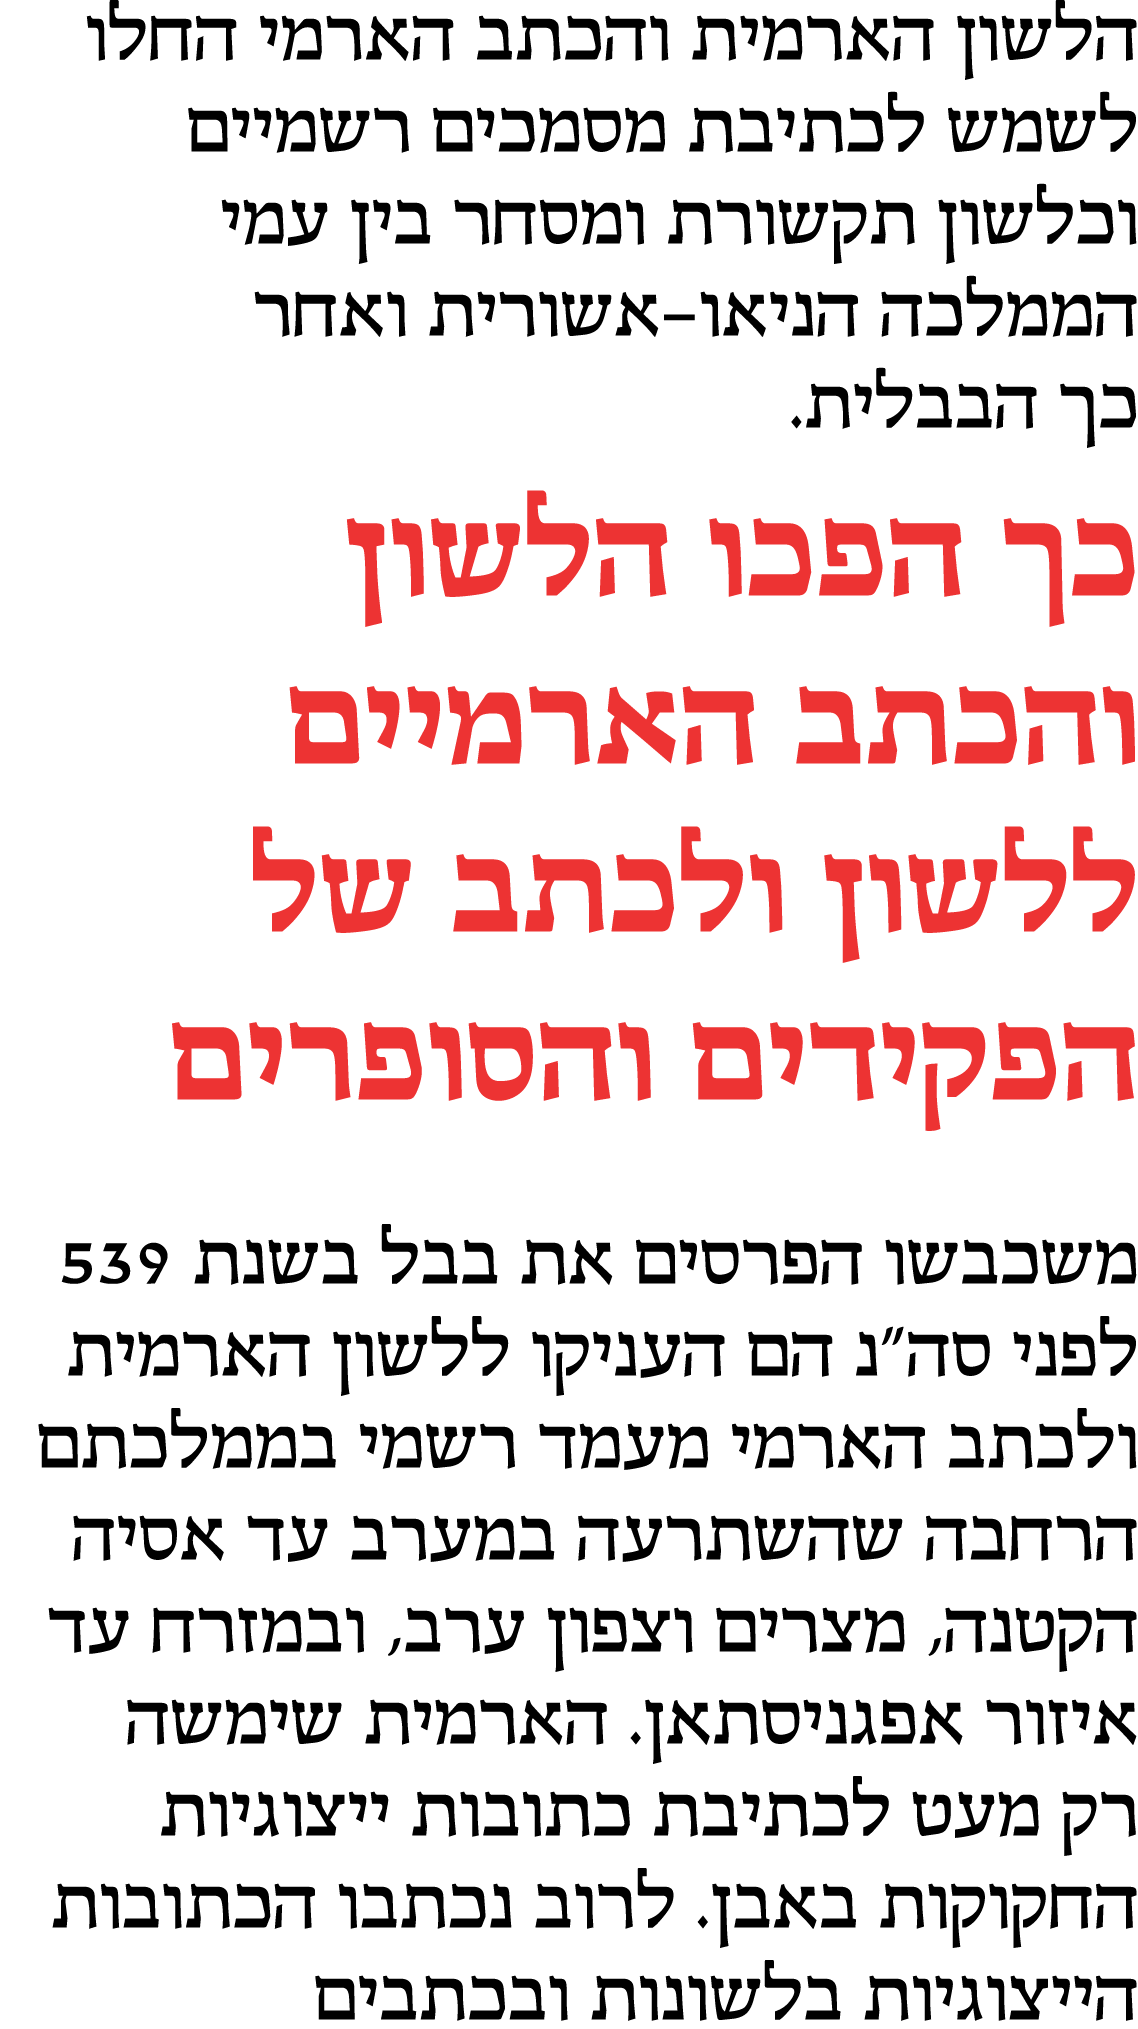 הלשון הארמית והכתב הארמי החלו
לשמש לכתיבת מסמכים רשמיים
וכלשון תקשורת ומסחר בין עמי
הממלכה הניאו-אשורית ואחר
כך הבבלית.
כך הפכו הלשון
והכתב הארמיים
ללשון ולכתב של
הפקידים והסופרים
משכבשו הפרסים את בבל בשנת 539
לפני סה״נ הם העניקו ללשון הארמית
ולכתב הארמי מעמד רשמי בממלכתם
הרחבה שהשתרעה במערב עד אסיה
הקטנה, מצרים וצפון ערב, ובמזרח עד
איזור אפגניסתאן. הארמית שימשה
רק מעט לכתיבת כתובות ייצוגיות
החקוקות באבן. לרוב נכתבו הכתובות
הייצוגיות בלשונות ובכתבים